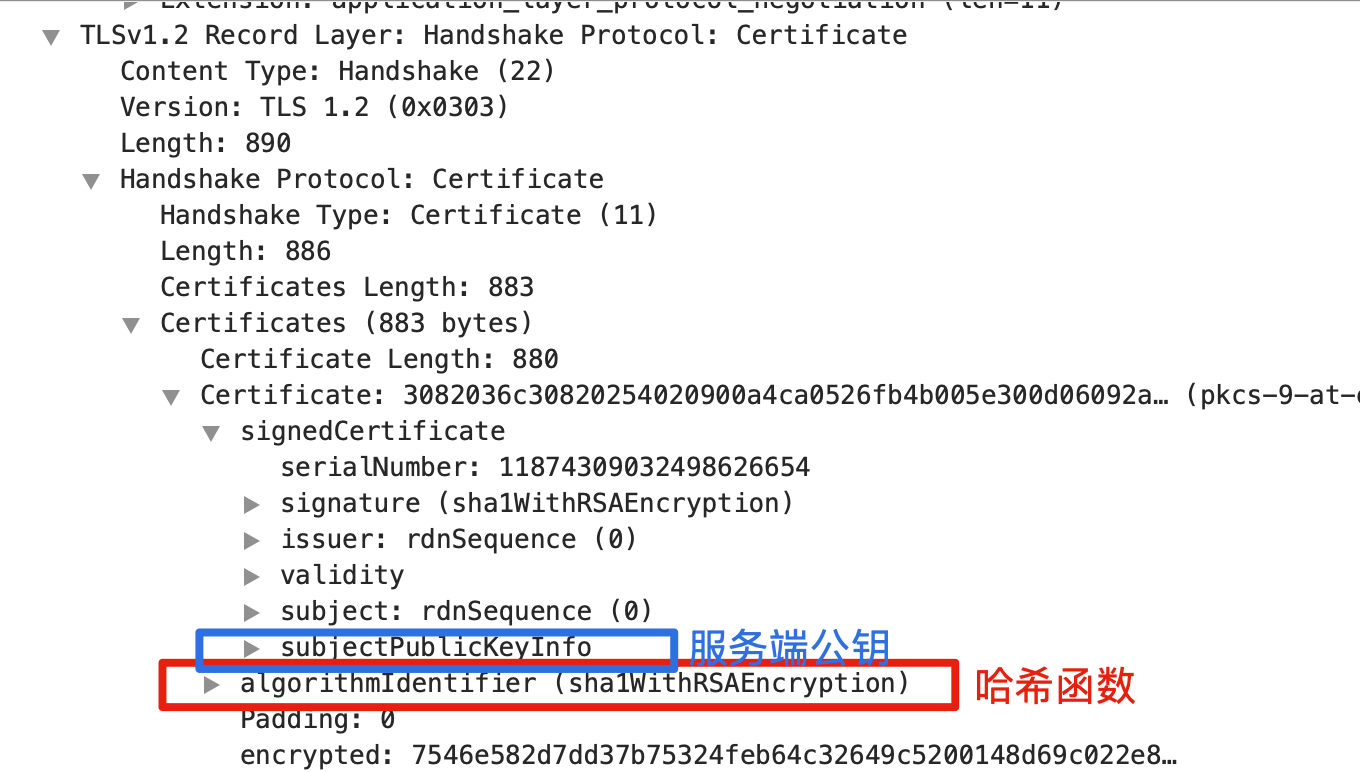 Extension: application_layer_protocol_negotiation (len=11)
TLSv1.2 Record Layer: Handshake Protocol: Certificate
Content Type: Handshake (22)
Version: TLS 1.2 (0x0303)
Length: 890
Handshake Protocol: Certificate
Handshake Type: Certificate (11)
Length: 886
Certificates Length: 883
Certificates (883 bytes)
Certificate Length: 880
Certificate: 3082036c30820254020900a4ca0526fb4b005e300d06092a… (pkcs-9-at-
signedCertificate
serialNumber: 11874309032498626654
signature (sha1WithRSAEncryption)
issuer: rdnSequence (0)
validity
subject: rdnSequence (0)
subjectPublicKeyInfo 服务端公钥
algorithmIdentifier (sha1WithRSAEncryption) 哈希函数
Padding: 0
encrypted: 7546e582d7dd37b75324feb64c32649c5200148d69c022e8…